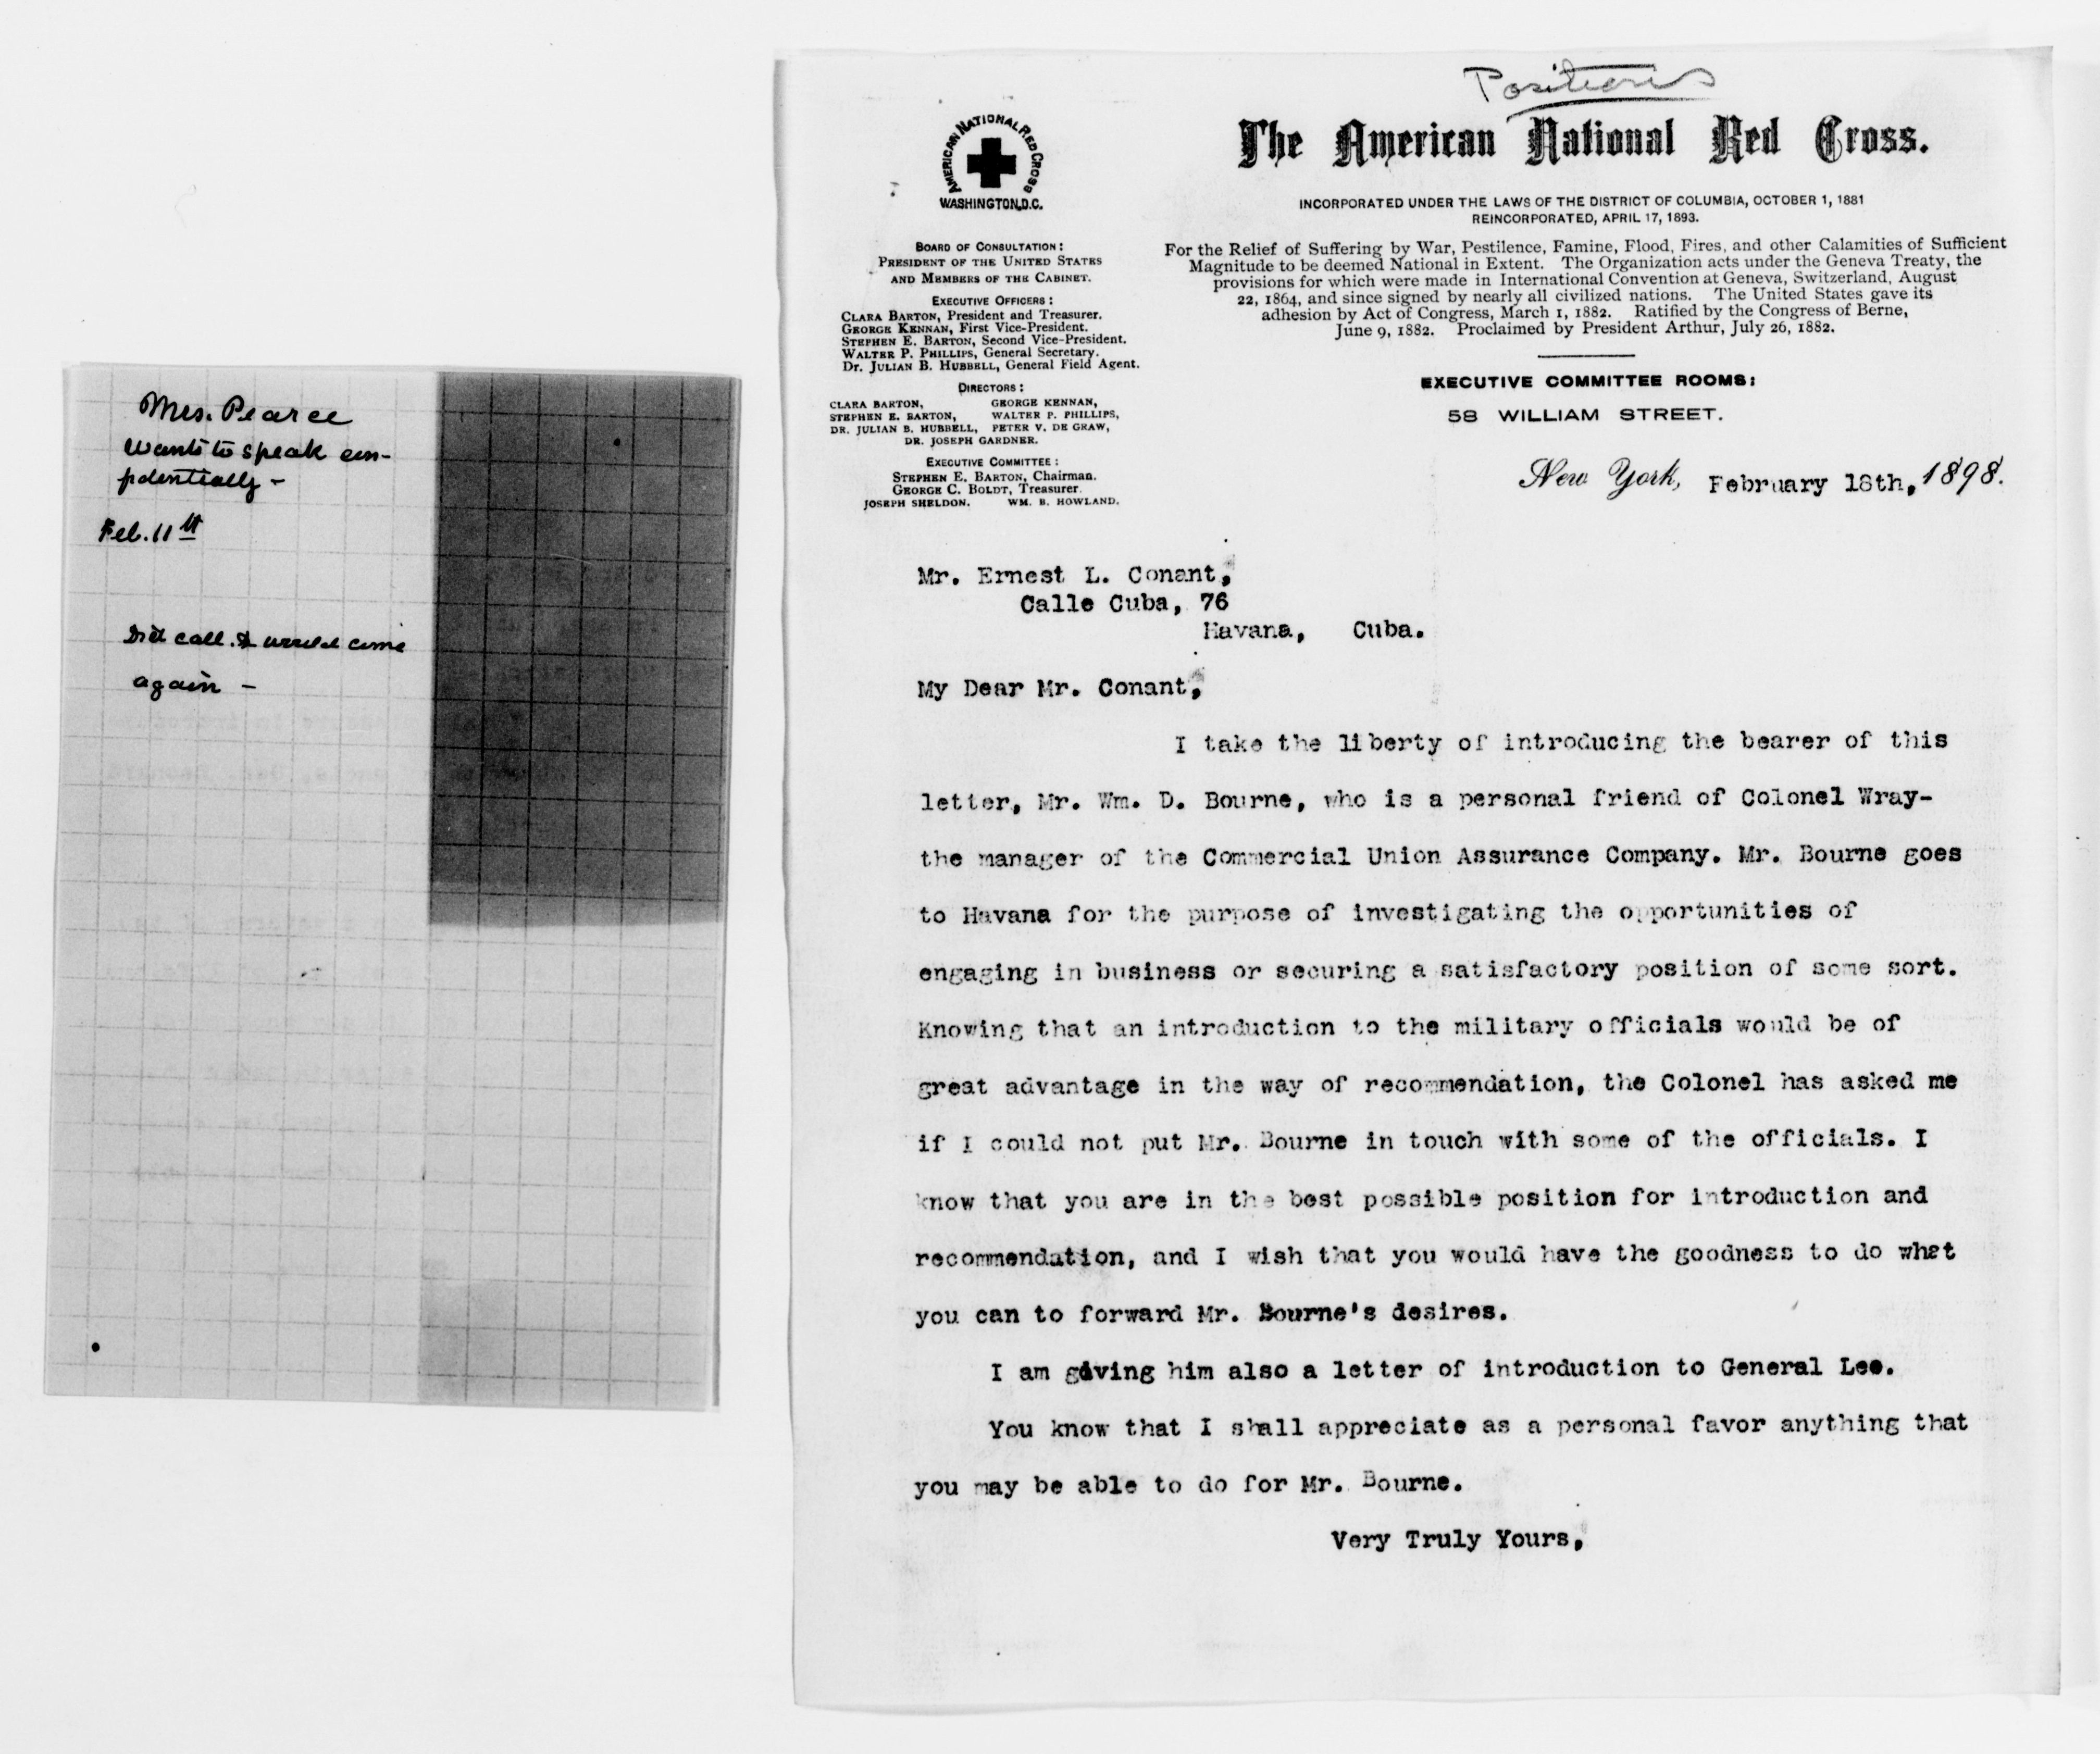 Mrs. Pearce
Wants to speak con-
fidentially -
Feb. 11th
Did call. & would come
again -
Positions
AMERICAN NATIONAL RED CROSS
WASHINGTON, D.C.
BOARD OF CONSULTATION:
PRESIDENT OF THE UNITED STATES
AND MEMBERS OF THE CABINET.
EXECUTIVE OFFICERS:
CLARA BARTON, President and Treasurer.
GEORGE KENNAN, First Vice-President.
STEPHEN E. BARTON, Second Vice-President.
WALTER P. PHILLIPS, General Secretary.
Dr. JULIAN B. HUBBELL, General Field Agent.
DIRECTORS:
CLARA BARTON, GEORGE KENNAN,
STEPHEN E. BARTON, WALTER P. PHILLIPS,
DR. JULIAN B. HUBBELL, PETER V. DE GRAW,
DR. JOSEPH GARDNER.
EXECUTIVE COMMITTEE:
STEPHEN E. BARTON, Chairman.
GEORGE C. BOLDT, Treasurer.
JOSEPH SHELDON. WM. B. HOWLAND.
The American National Red Cross.
INCORPORATED UNDER THE LAWS OF THE DISTRICT OF COLUMBIA, OCTOBER 1, 1881
REINCORPORATED, APRIL 17, 1893.
For the Relief of Suffering by War, Pestilence, Famine, Flood, Fires, and other Calamities of Sufficient
Magnitude to be deemed National in Extent. The Organization acts under the Geneva Treaty, the
provisions for which were made in International Convention at Geneva, Switzerland, August
22, 1864, and since signed by nearly all civilized nations. The United States gave its
adhesion by Act of Congress, March 1, 1882. Ratified by the Congress of Berne,
June 9, 1882. Proclaimed by President Arthur, July 26, 1882.
EXECUTIVE COMMITTEE ROOMS:
58 WILLIAM STREET.
New York, February 18th, 1898.
Mr. Ernest L. Conant,
Calle Cuba, 76
Havana, Cuba.
My Dear Mr. Conant,
I take the liberty of introducing the bearer of this
letter, Mr. Wm. D. Bourne, who is a personal friend of Colonel Wray-
the manager of the Commercial Union Assurance Company. Mr. Bourne goes
to Havana for the purpose of investigating the opportunities of
engaging in business or securing a satisfactory position of some sort.
Knowing that an introduction to the military officials would be of
great advantage in the way of recommendation, the Colonel has asked me
if I could not put Mr. Bourne in touch with some of the officials. I
know that you are in the best possible position for introduction and
recommendation, and I wish that you would have the goodness to do what
you can to forward Mr. Bourne's desires.
I am giving him also a letter of introduction to General Lee.
You know that I shall appreciate as a personal favor anything that
you may be able to do for Mr. Bourne.
Very Truly Yours,